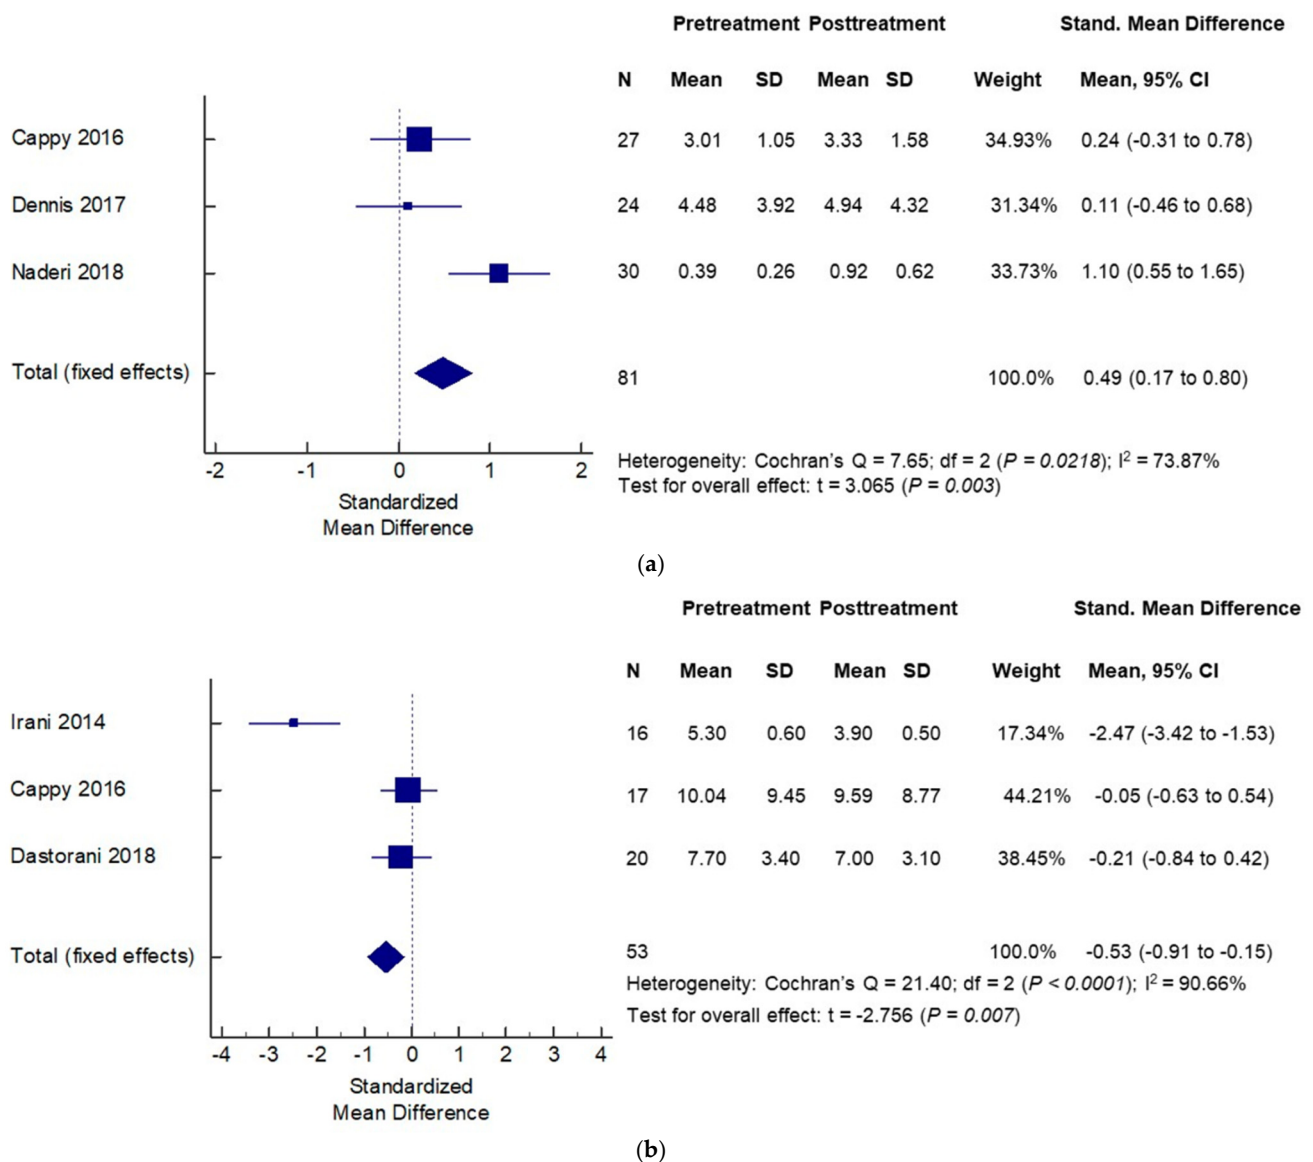 Pretreatment Posttreatment Stand. Mean Difference
N Mean SD Mean SD Weight Mean, 95% CI
Cappy 2016 27 3.01 1.05 3.33 1.58 34.93% 0.24 (-0.31 to 0.78)
Dennis 2017 24 4.48 3.92 4.94 4.32 31.34% 0.11 (-0.46 to 0.68)
Naderi 2018 30 0.39 0.26 0.92 0.62 33.73% 1.10 (0.55 to 1.65)
Total (fixed effects) 81 100.0% 0.49 (0.17 to 0.80)
-2 -1 0 1 2
Standardized
Mean Difference
Heterogeneity: Cochran's Q = 7.65; df = 2 (P = 0.0218); I² = 73.87%
Test for overall effect: t = 3.065 (P = 0.003)
(a)
Pretreatment Posttreatment Stand. Mean Difference
N Mean SD Mean SD Weight Mean, 95% CI
Irani 2014 16 5.30 0.60 3.90 0.50 17.34% -2.47 (-3.42 to -1.53)
Cappy 2016 17 10.04 9.45 9.59 8.77 44.21% -0.05 (-0.63 to 0.54)
Dastorani 2018 20 7.70 3.40 7.00 3.10 38.45% -0.21 (-0.84 to 0.42)
Total (fixed effects) 53 100.0% -0.53 (-0.91 to -0.15)
Heterogeneity: Cochran's Q = 21.40; df = 2 (P < 0.0001); I² = 90.66%
Test for overall effect: t = -2.756 (P = 0.007)
-4 -3 -2 -1 0 1 2 3 4
Standardized
Mean Difference
(b)